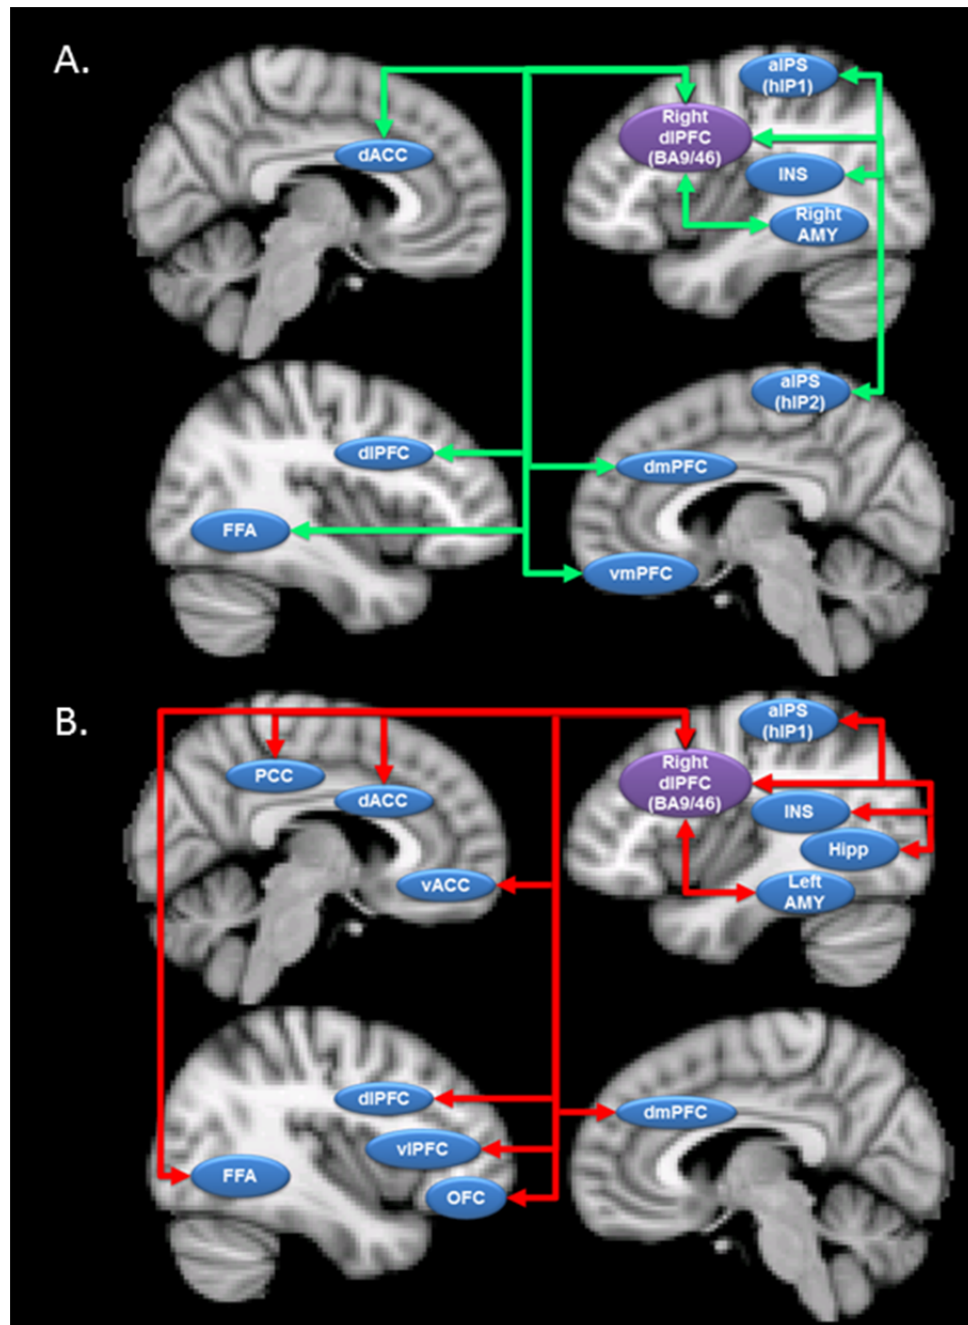 A.
aIPS
(hIP1)
Right
dlPFC
(BA9/46)
dACC
INS
Right
AMY
aIPS
(hIP2)
dlPFC
dmPFC
FFA
vmPFC
B.
aIPS
(hIP1)
Right
dlPFC
(BA9/46)
PCC
dACC
INS
Hipp
vACC
Left
AMY
dlPFC
dmPFC
vlPFC
FFA
OFC